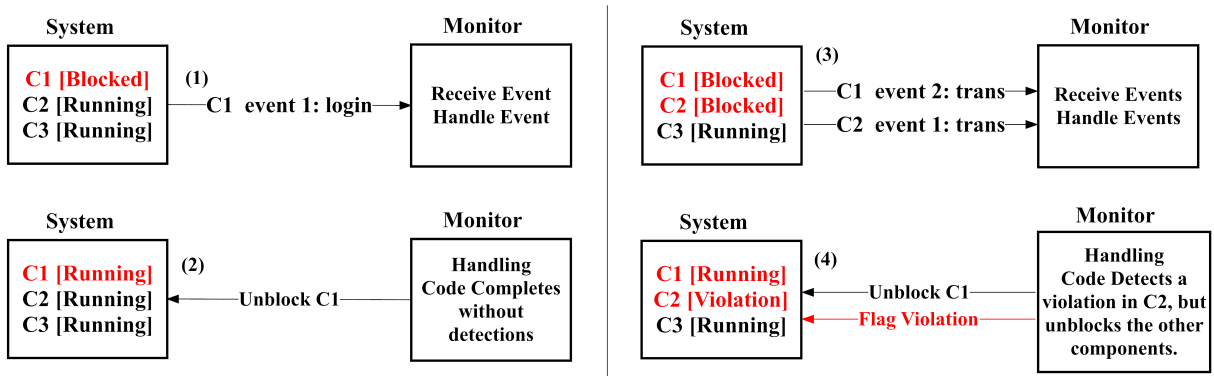 System
Monitor
C1 [Blocked]
C2 [Running]
C3 [Running]
(1)
C1 event 1: login
Receive Event
Handle Event
System
Monitor
C1 [Running]
C2 [Running]
C3 [Running]
(2)
Unblock C1
Handling
Code Completes
without
detections
System
Monitor
C1 [Blocked]
C2 [Blocked]
C3 [Running]
(3)
C1 event 2: trans
C2 event 1: trans
Receive Events
Handle Events
System
Monitor
C1 [Running]
C2 [Violation]
C3 [Running]
(4)
Unblock C1
Flag Violation
Handling
Code Detects a
violation in C2, but
unblocks the other
components.